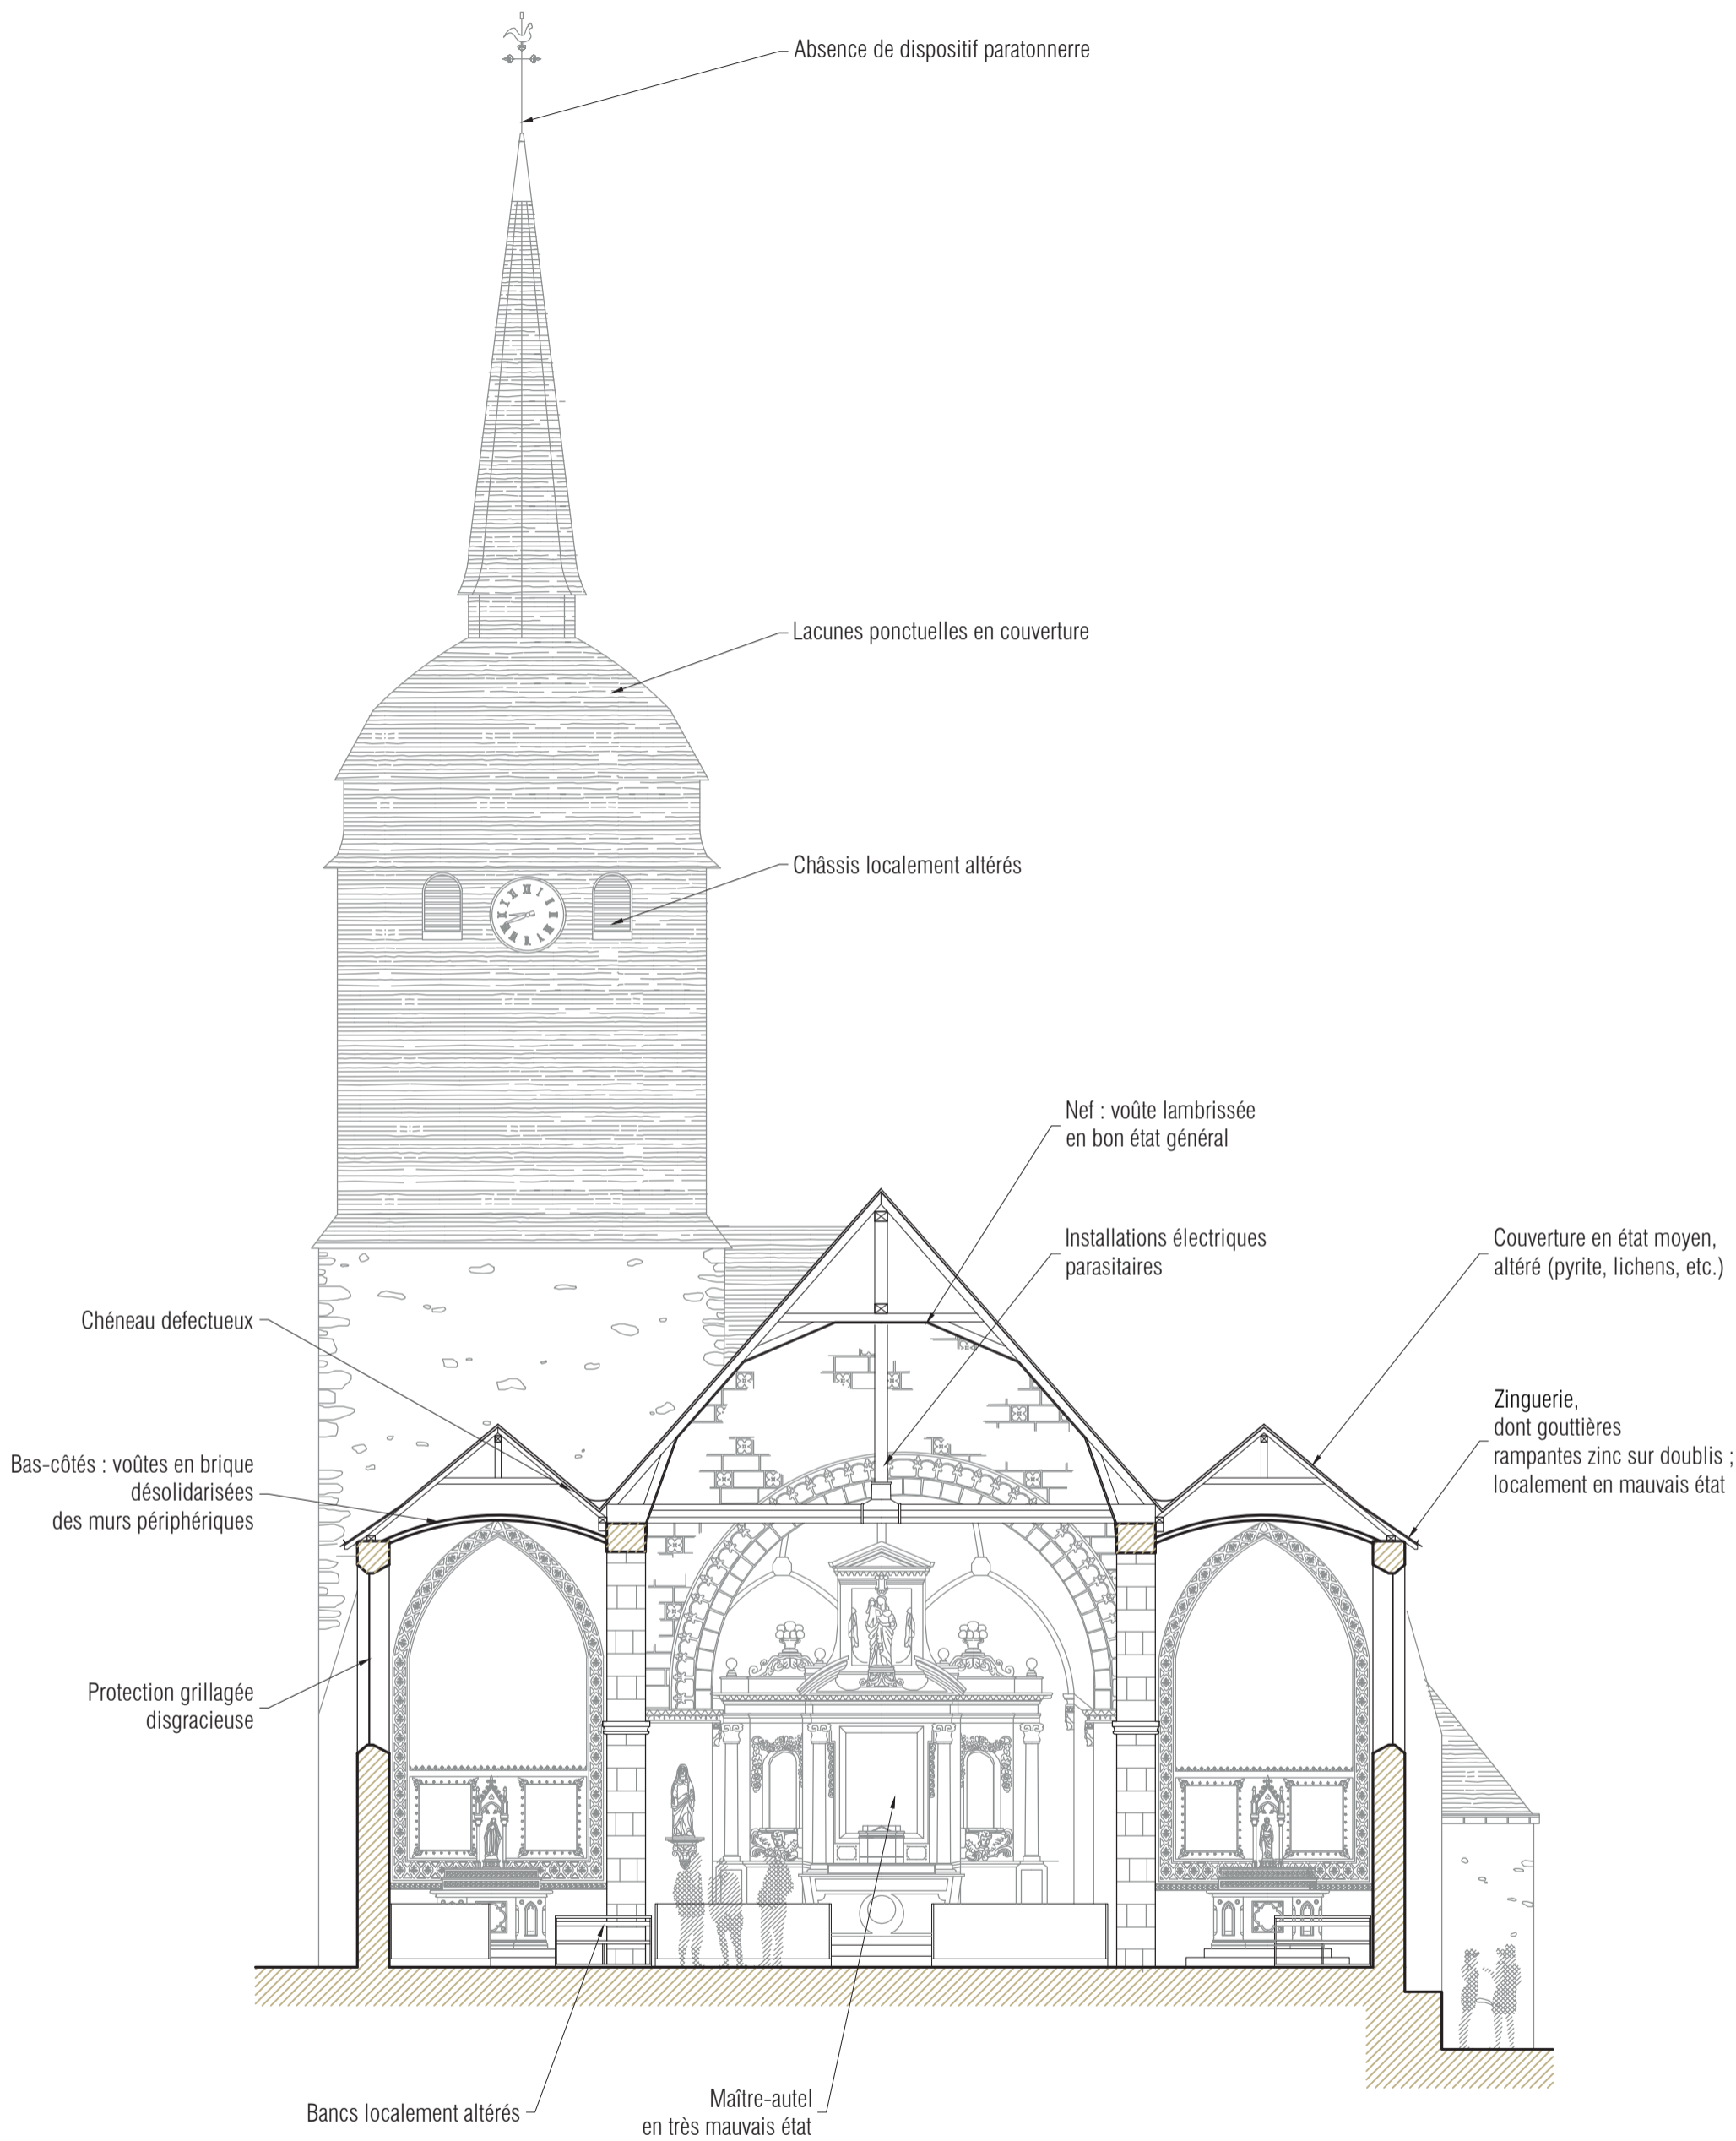 Absence de dispositif paratonnerre
Lacunes ponctuelles en couverture
Châssis localement altérés
Nef : voûte lambrissée
en bon état général
Installations électriques
parasitaires
Couverture en état moyen,
altéré (pyrite, lichens, etc.)
Chéneau defectueux
Zinguerie,
dont gouttières
rampantes zinc sur doublis ;
localement en mauvais état
Bas-côtés : voûtes en brique
désolidarisées
des murs périphériques
Protection grillagée
disgracieuse
Bancs localement altérés
Maître-autel
en très mauvais état